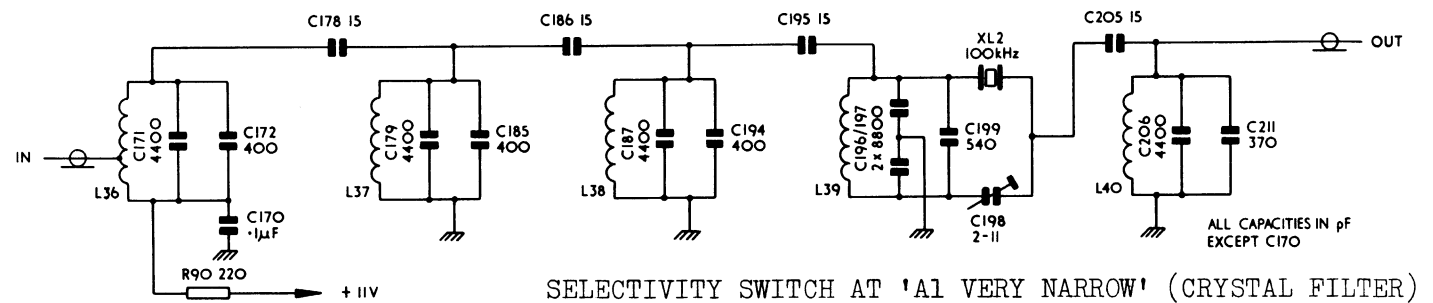 C178 15
C186 15
C195 15
C205 15
XL2
100kHz
OUT
IN
C171
4400
C172
400
C179
4400
C185
400
C187
4400
C194
400
C196/197
2 x 8800
C199
540
C206
4400
C211
370
L36
L37
L38
L39
L40
C170
·1µF
C198
2-11
R90 220
+ 11V
ALL CAPACITIES IN pF
EXCEPT C170
SELECTIVITY SWITCH AT 'A1 VERY NARROW' (CRYSTAL FILTER)